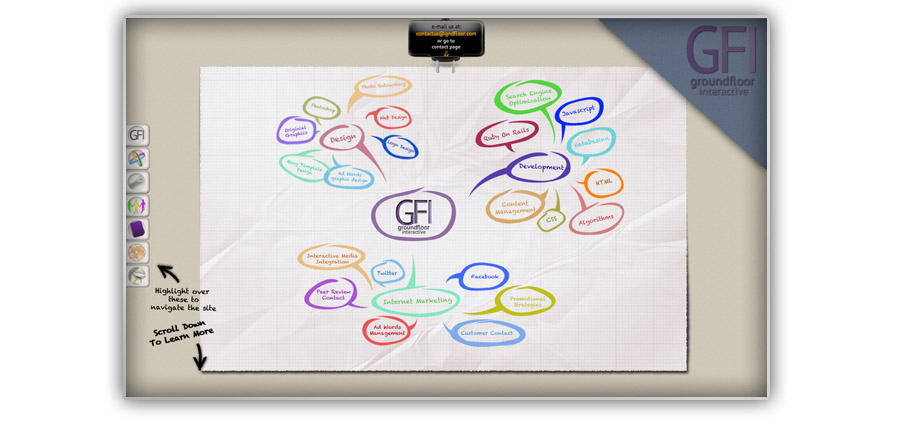 e-mail us at:
contactus@gndfloor.com
or go to
contact page
GFI
groundfloor
interactive
GFI
Photoshop
Photo Retouching
Original
Graphics
Design
Web Design
Logo Design
Blog Template
Design
Ad Words
graphic design
Search Engine
Optimization
Javascript
Ruby On Rails
Databasing
Development
HTML
Content
Management
CSS
Algorithms
GFI
groundfloor
interactive
Interactive Media
Integration
Twitter
Facebook
Peer Review
Contact
Internet Marketing
Promotional
Strategies
Ad Words
Management
Customer Contact
Highlight over
these to
navigate the site
Scroll Down
To Learn More